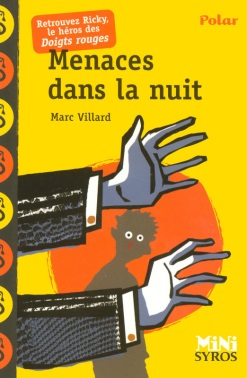 Retrouvez Ricky,
le héros des
Doigts rouges
Polar
Menaces
dans la nuit
Marc Villard
MiNi
SYROS